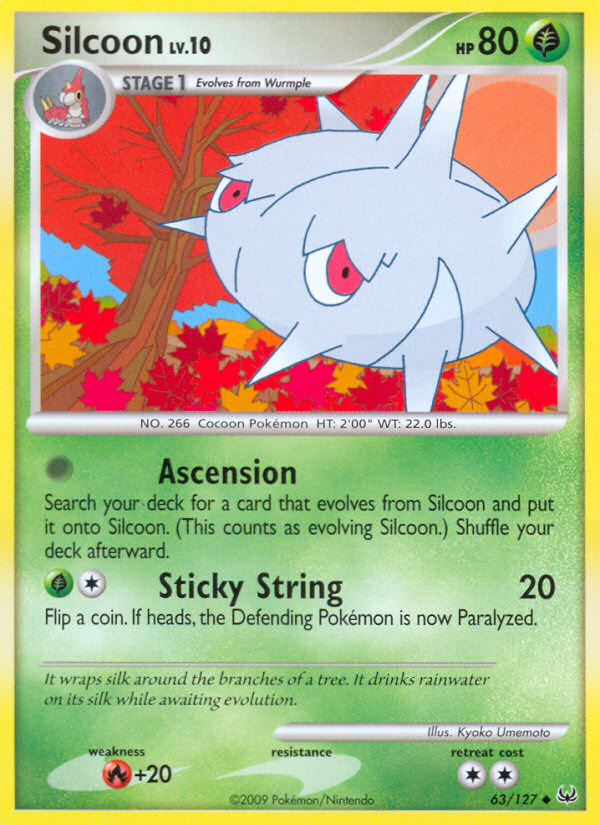 Silcoon LV.10 HP 80
STAGE 1 Evolves from Wurmple
NO. 266 Cocoon Pokémon HT: 2'00" WT: 22.0 lbs.
Ascension
Search your deck for a card that evolves from Silcoon and put
it onto Silcoon. (This counts as evolving Silcoon.) Shuffle your
deck afterward.
Sticky String 20
Flip a coin. If heads, the Defending Pokémon is now Paralyzed.
It wraps silk around the branches of a tree. It drinks rainwater
on its silk while awaiting evolution.
Illus. Kyoko Umemoto
weakness resistance retreat cost
+20
©2009 Pokémon/Nintendo 63/127